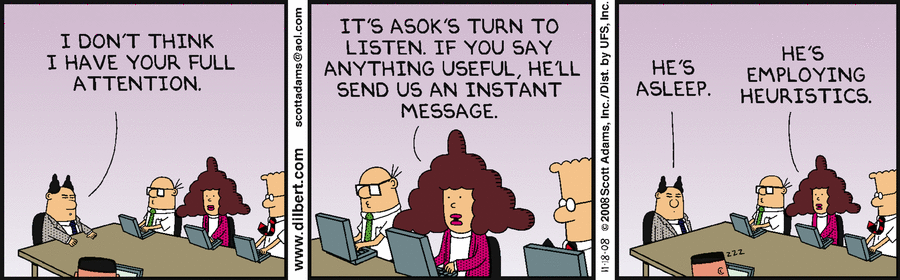 I DON'T THINK
I HAVE YOUR FULL
ATTENTION.
www.dilbert.com
scottadams@aol.com
IT'S ASOK'S TURN TO
LISTEN. IF YOU SAY
ANYTHING USEFUL, HE'LL
SEND US AN INSTANT
MESSAGE.
11-18-08 ©2008 Scott Adams, Inc./Dist. by UFS, Inc.
HE'S
ASLEEP.
HE'S
EMPLOYING
HEURISTICS.
ZZZ